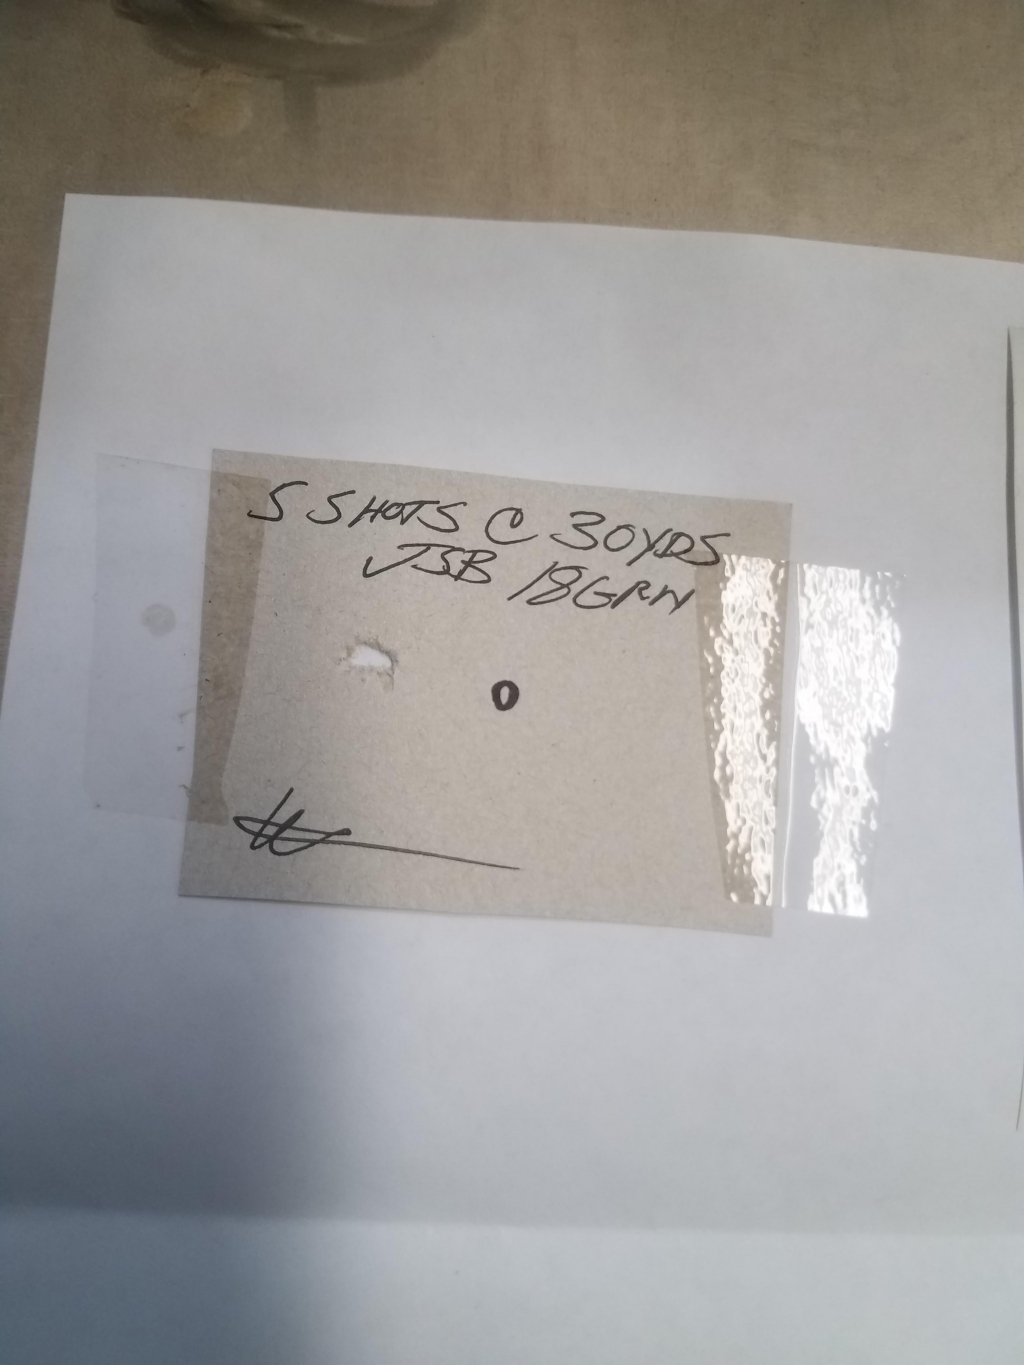 5 SHOTS @ 30YDS
JSB 18GRN